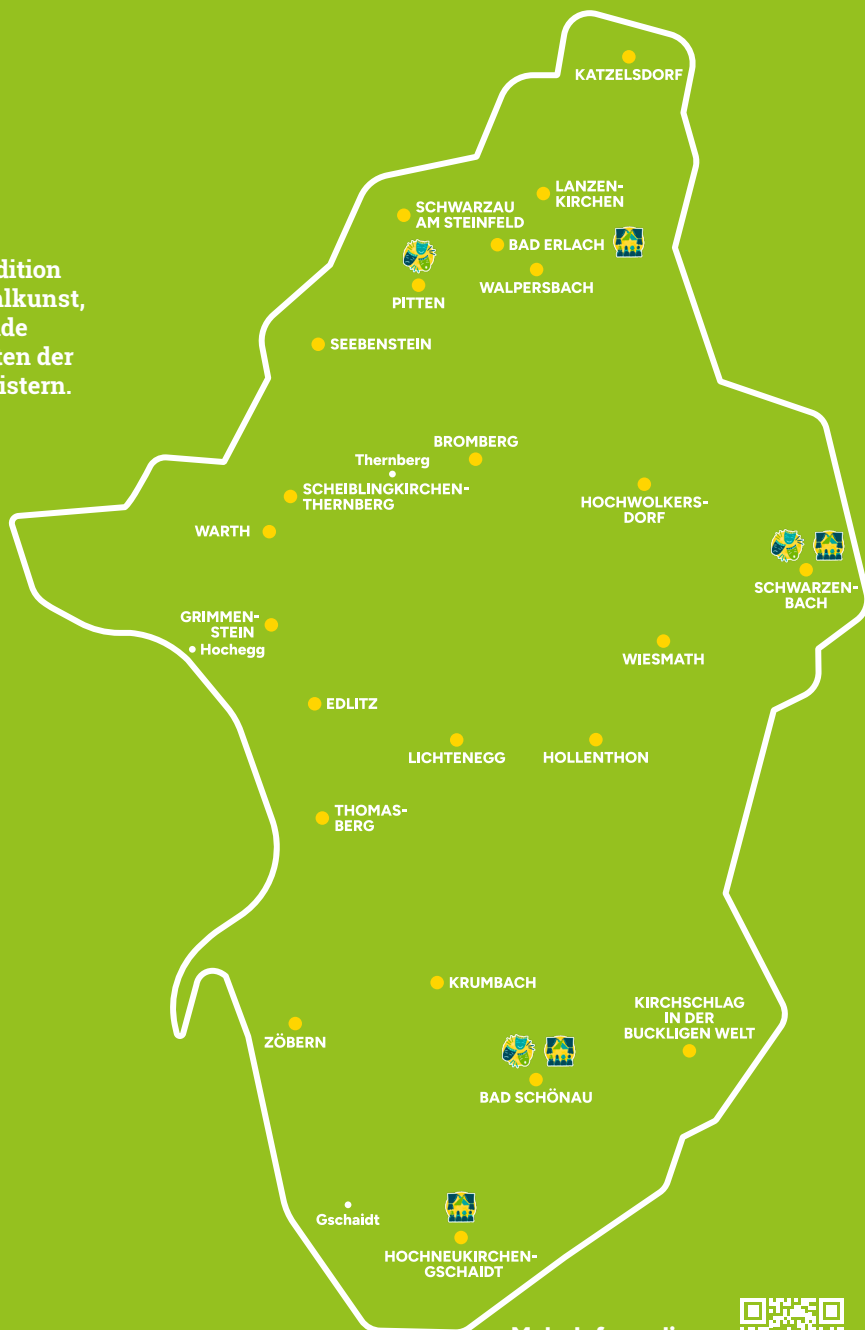 KATZELSDORF
LANZEN-
KIRCHEN
SCHWARZAU
AM STEINFELD
BAD ERLACH
WALPERSBACH
PITTEN
dition
lkunst,
de
ten der
istern.
SEEBENSTEIN
BROMBERG
Thernberg
SCHEIBLINGKIRCHEN-
THERNBERG
HOCHWOLKERS-
DORF
WARTH
SCHWARZEN-
BACH
GRIMMEN-
STEIN
Hochegg
WIESMATH
EDLITZ
LICHTENEGG
HOLLENTHON
THOMAS-
BERG
KRUMBACH
KIRCHSCHLAG
IN DER
BUCKLIGEN WELT
ZÖBERN
BAD SCHÖNAU
Gschaidt
HOCHNEUKIRCHEN-
GSCHAIDT